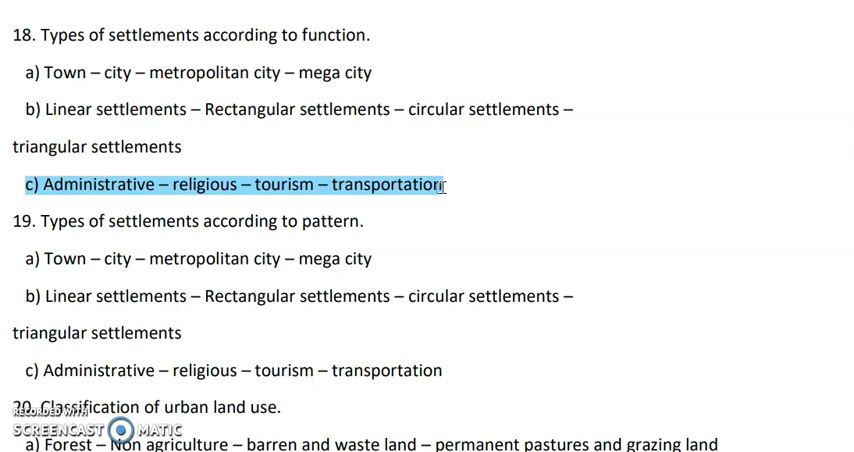 18. Types of settlements according to function.
a) Town – city – metropolitan city – mega city
b) Linear settlements – Rectangular settlements – circular settlements –
triangular settlements
c) Administrative – religious – tourism – transportation
19. Types of settlements according to pattern.
a) Town – city – metropolitan city – mega city
b) Linear settlements – Rectangular settlements – circular settlements –
triangular settlements
c) Administrative – religious – tourism – transportation
20. Classification of urban land use.
RECORDED WITH
SCREENCAST MATIC
a) Forest – Non agriculture – barren and waste land – permanent pastures and grazing land